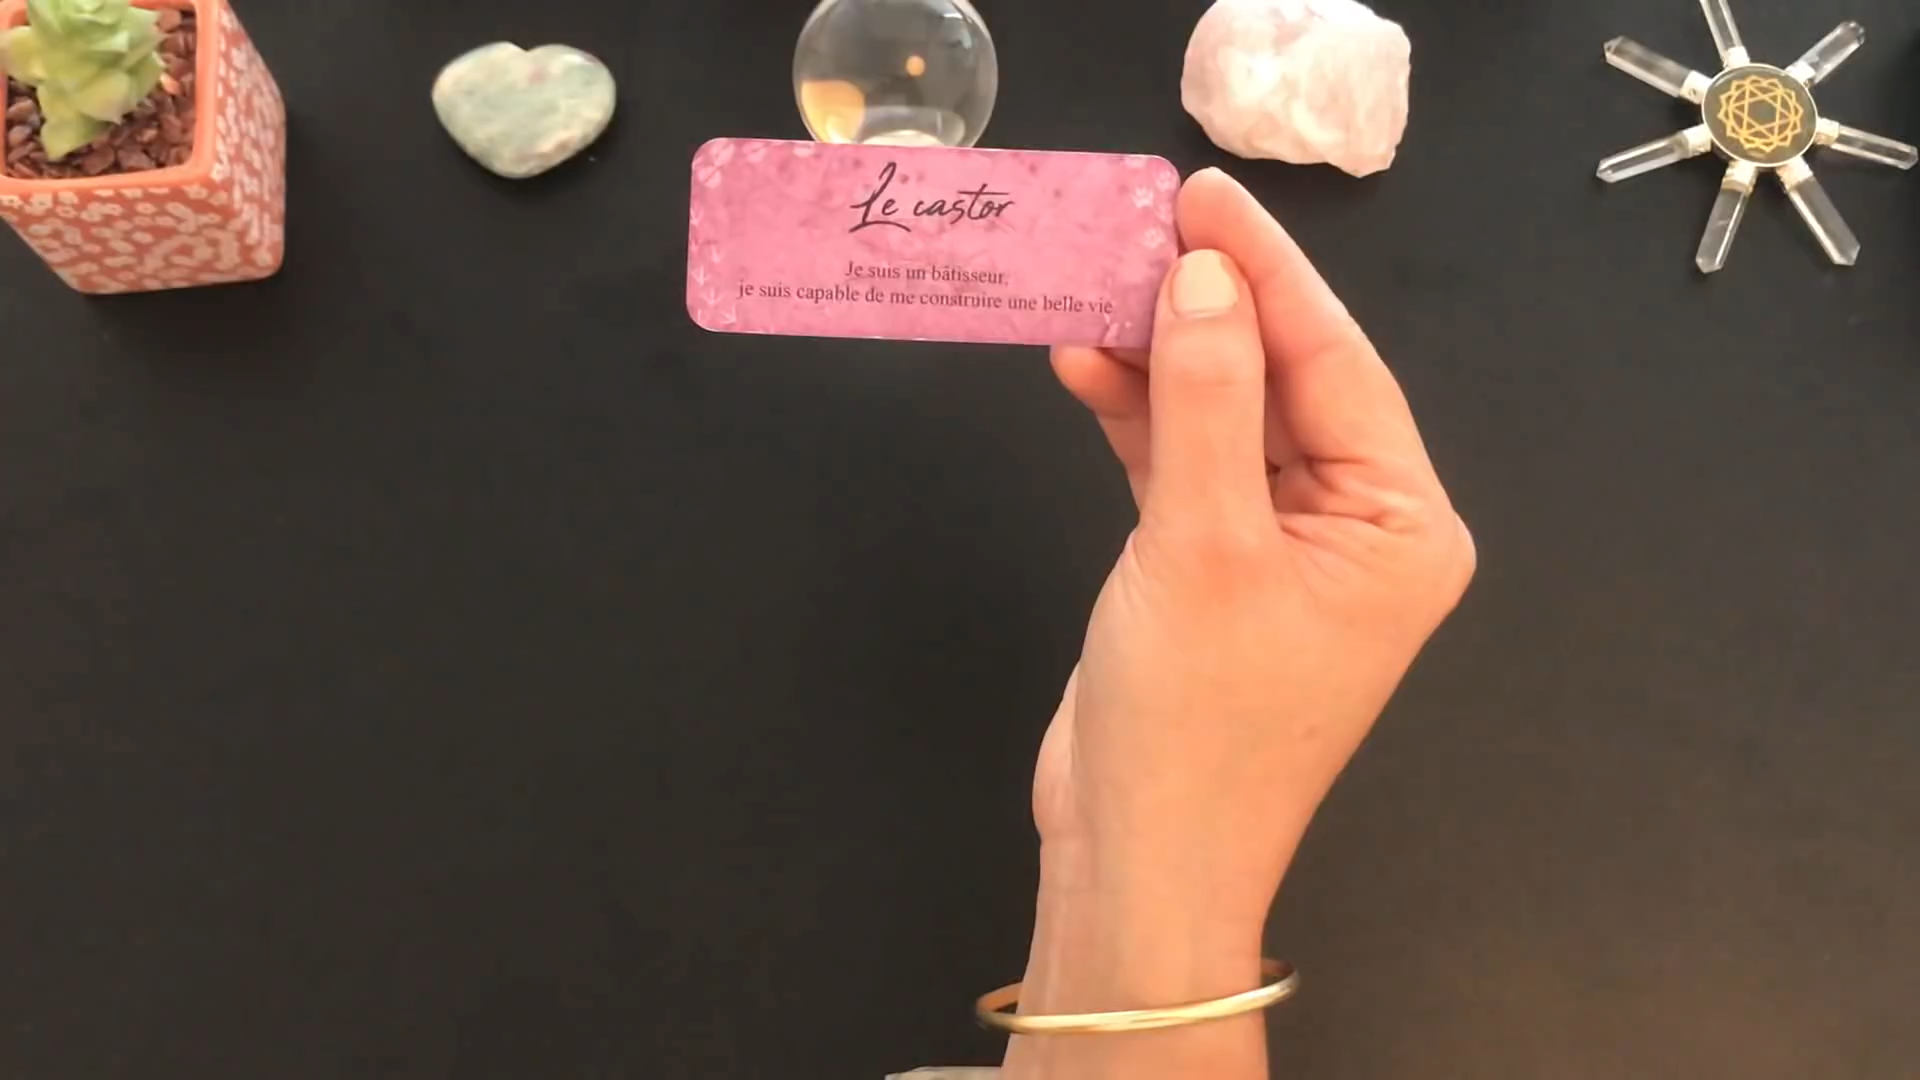 Le castor
Je suis un bâtisseur,
je suis capable de me construire une belle vie